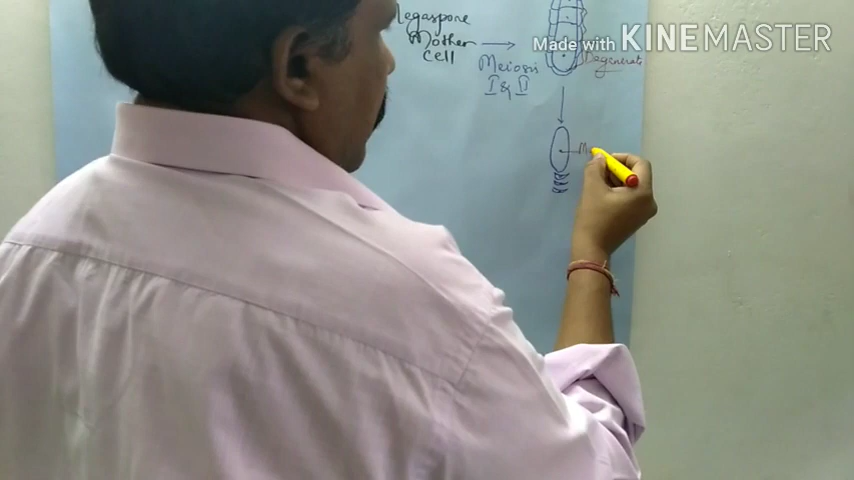 Megaspore
Mother
cell
Meiosis
I & II
Degenerate
M
Made with KINEMASTER